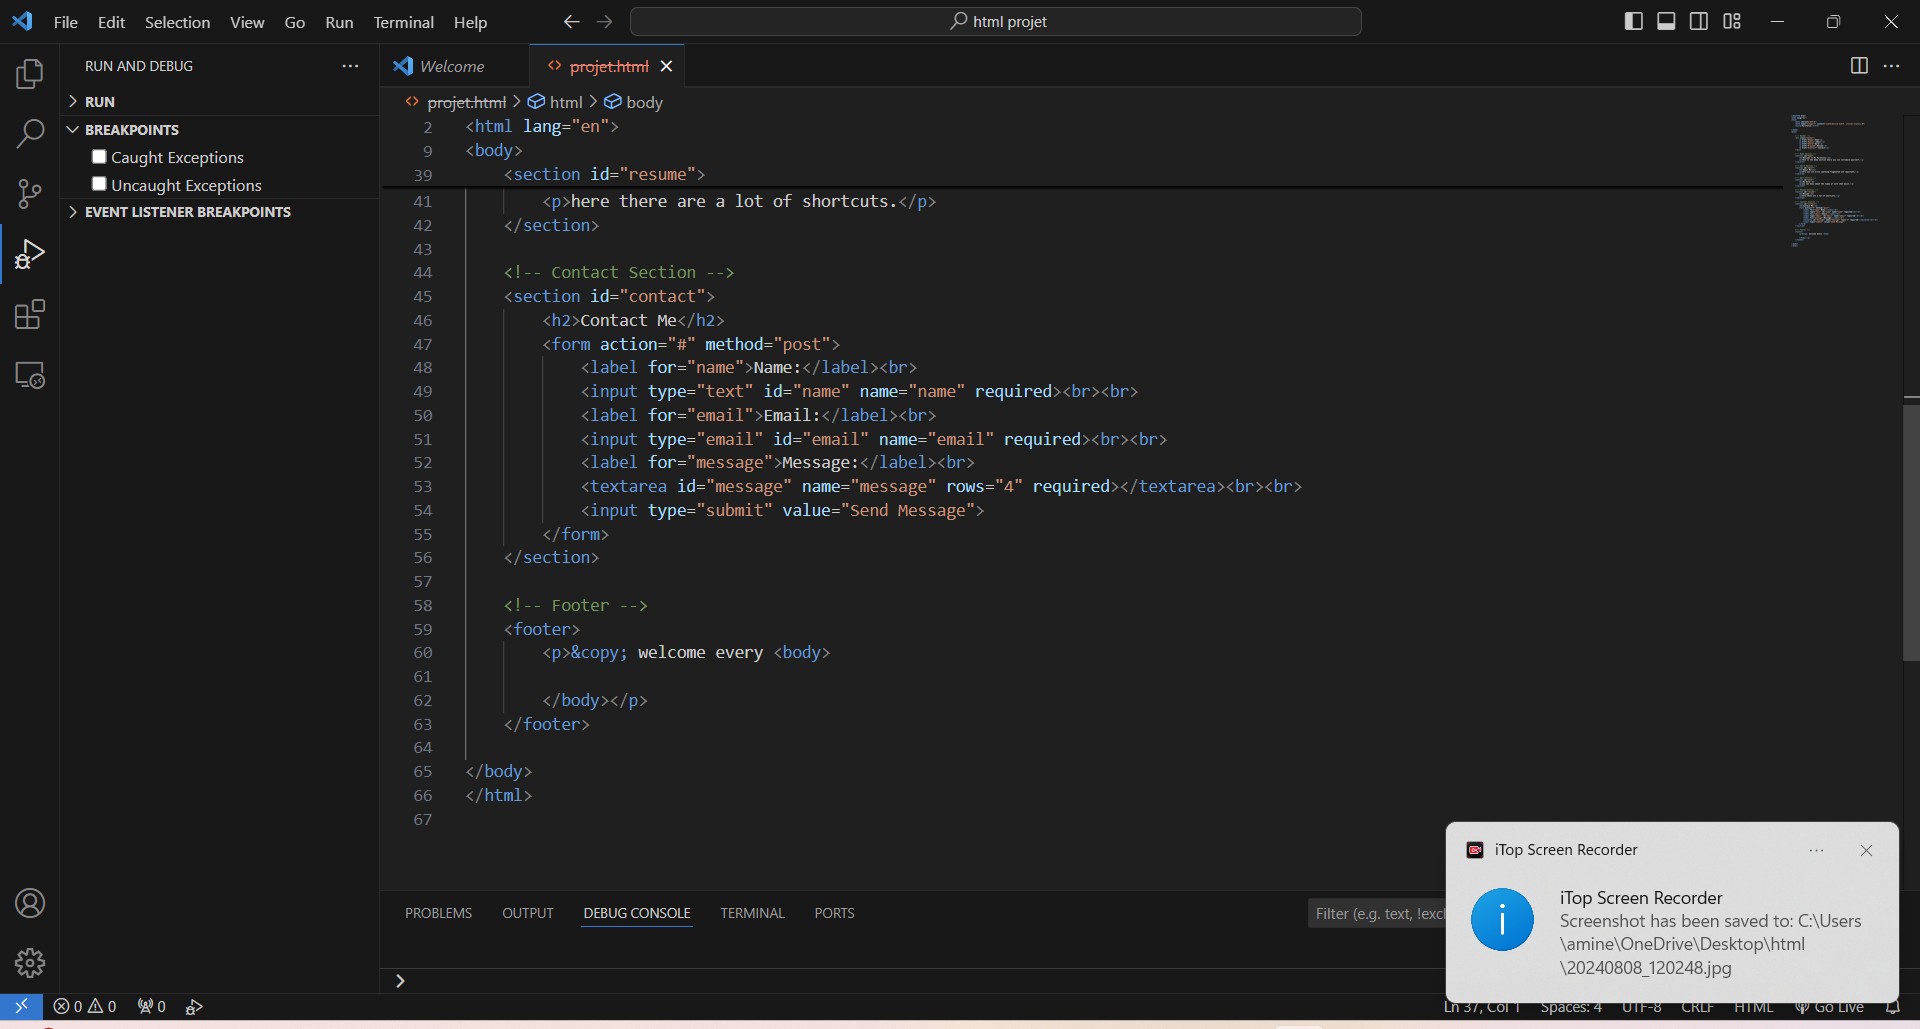 File Edit Selection View Go Run Terminal Help
html projet
RUN AND DEBUG
RUN
BREAKPOINTS
Caught Exceptions
Uncaught Exceptions
EVENT LISTENER BREAKPOINTS
Welcome
projet.html
projet.html > html > body
2 <html lang="en">
9 <body>
39 <section id="resume">
41 <p>here there are a lot of shortcuts.</p>
42 </section>
43
44 <!-- Contact Section -->
45 <section id="contact">
46 <h2>Contact Me</h2>
47 <form action="#" method="post">
48 <label for="name">Name:</label><br>
49 <input type="text" id="name" name="name" required><br><br>
50 <label for="email">Email:</label><br>
51 <input type="email" id="email" name="email" required><br><br>
52 <label for="message">Message:</label><br>
53 <textarea id="message" name="message" rows="4" required></textarea><br><br>
54 <input type="submit" value="Send Message">
55 </form>
56 </section>
57
58 <!-- Footer -->
59 <footer>
60 <p>&copy; welcome every <body>
61
62 </body></p>
63 </footer>
64
65 </body>
66 </html>
67
PROBLEMS OUTPUT DEBUG CONSOLE TERMINAL PORTS
Filter (e.g. text, !excl
iTop Screen Recorder
iTop Screen Recorder
Screenshot has been saved to: C:\Users
\amine\OneDrive\Desktop\html
\20240808_120248.jpg
0 0 0
Ln 37, Col 1 Spaces: 4 UTF-8 CRLF HTML Go Live